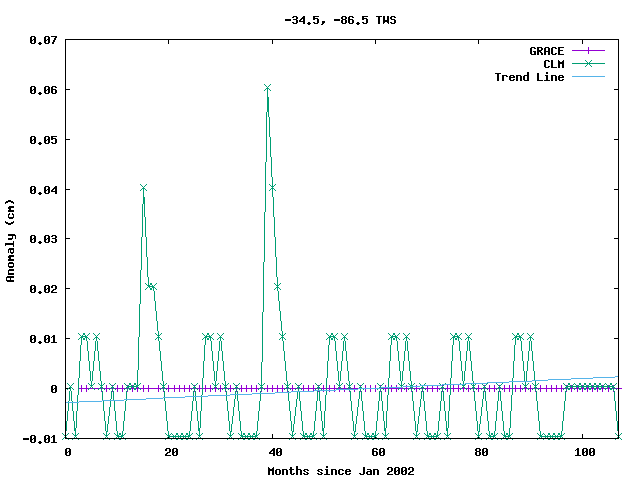 -34.5, -86.5 TWS
0.07
0.06
0.05
0.04
0.03
0.02
0.01
0
-0.01
Anomaly (cm)
GRACE
CLM
Trend Line
0 20 40 60 80 100
Months since Jan 2002